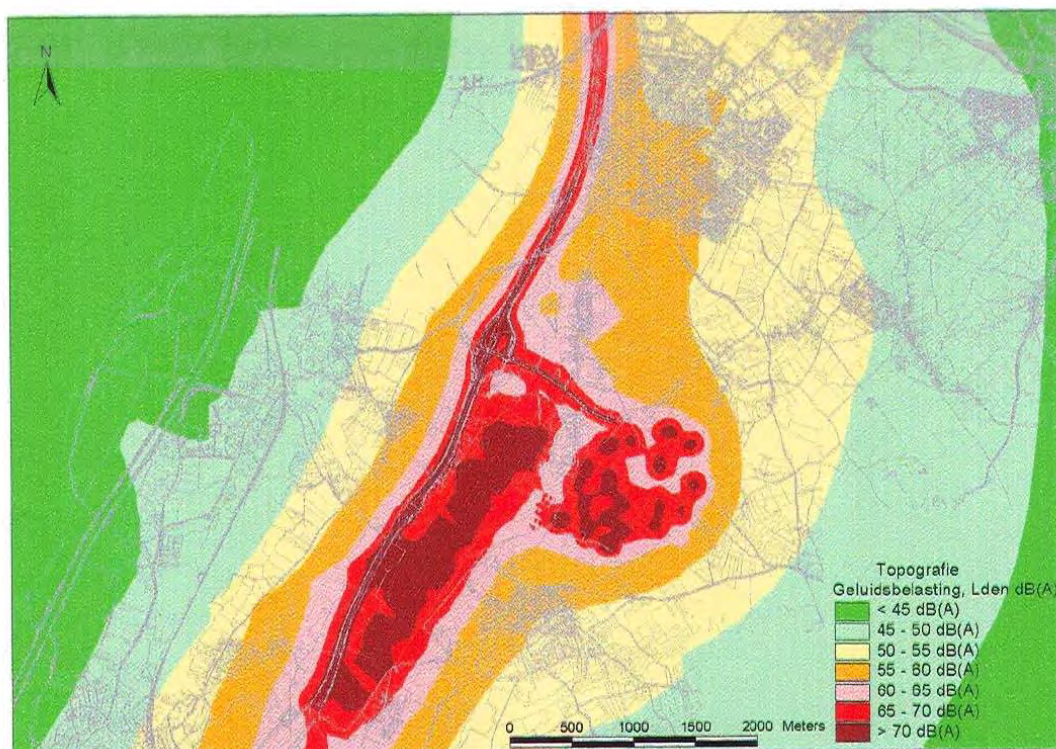 N
Topografie
Geluidsbelasting, Lden dB(A)
< 45 dB(A)
45 - 50 dB(A)
50 - 55 dB(A)
55 - 60 dB(A)
60 - 65 dB(A)
65 - 70 dB(A)
> 70 dB(A)
0 500 1000 1500 2000 Meters